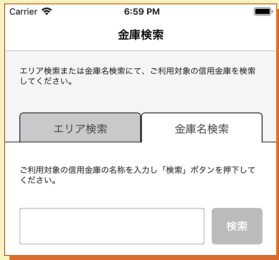 Carrier 6:59 PM
金庫検索
エリア検索または金庫名検索にて、ご利用対象の信用金庫を検索
してください。
エリア検索 金庫名検索
ご利用対象の信用金庫の名称を入力し「検索」ボタンを押下して
ください。
検索